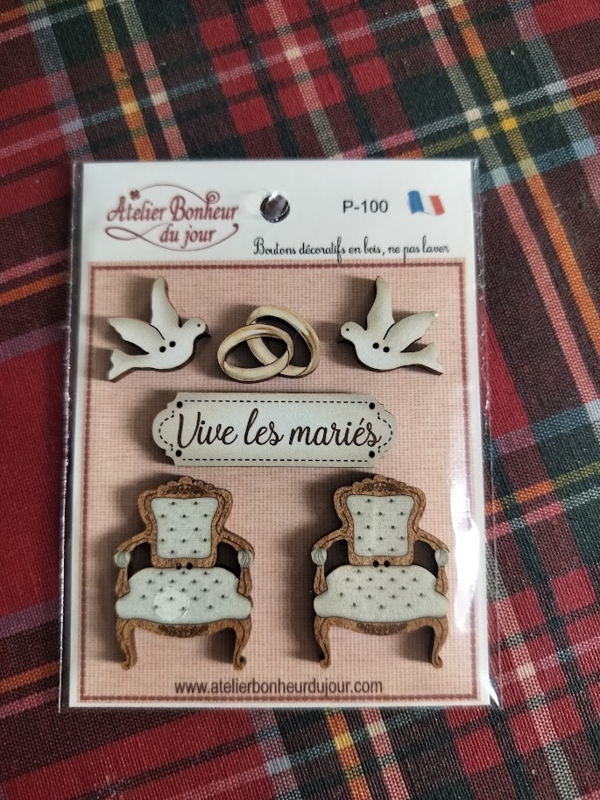 Atelier Bonheur
du jour
P-100
Boutons décoratifs en bois, ne pas laver
Vive les mariés
www.atelierbonheurdujour.com